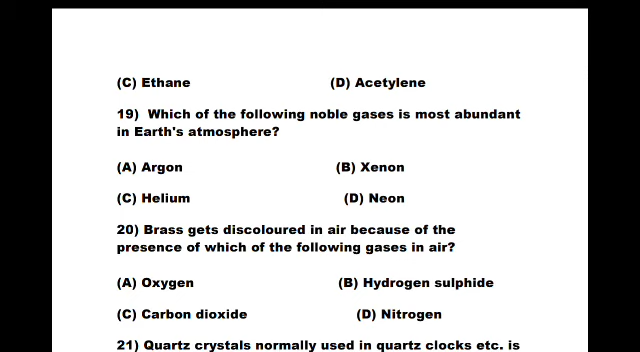 (C) Ethane (D) Acetylene
19) Which of the following noble gases is most abundant
in Earth's atmosphere?
(A) Argon (B) Xenon
(C) Helium (D) Neon
20) Brass gets discoloured in air because of the
presence of which of the following gases in air?
(A) Oxygen (B) Hydrogen sulphide
(C) Carbon dioxide (D) Nitrogen
21) Quartz crystals normally used in quartz clocks etc. is